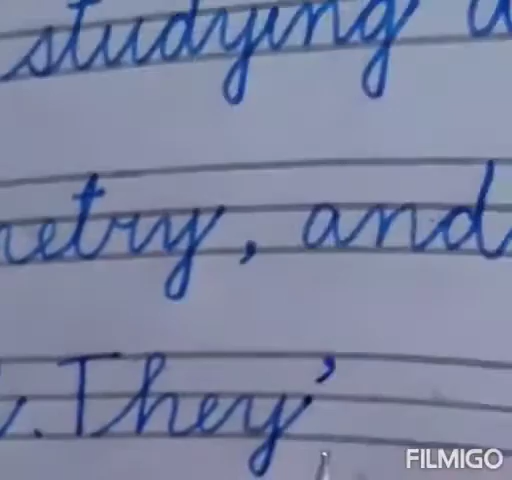 studying
etry, and
. They'
FILMIGO